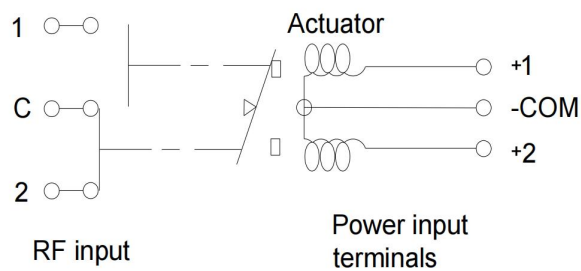 Actuator
1
+1
C
-COM
+2
2
RF input
Power input
terminals